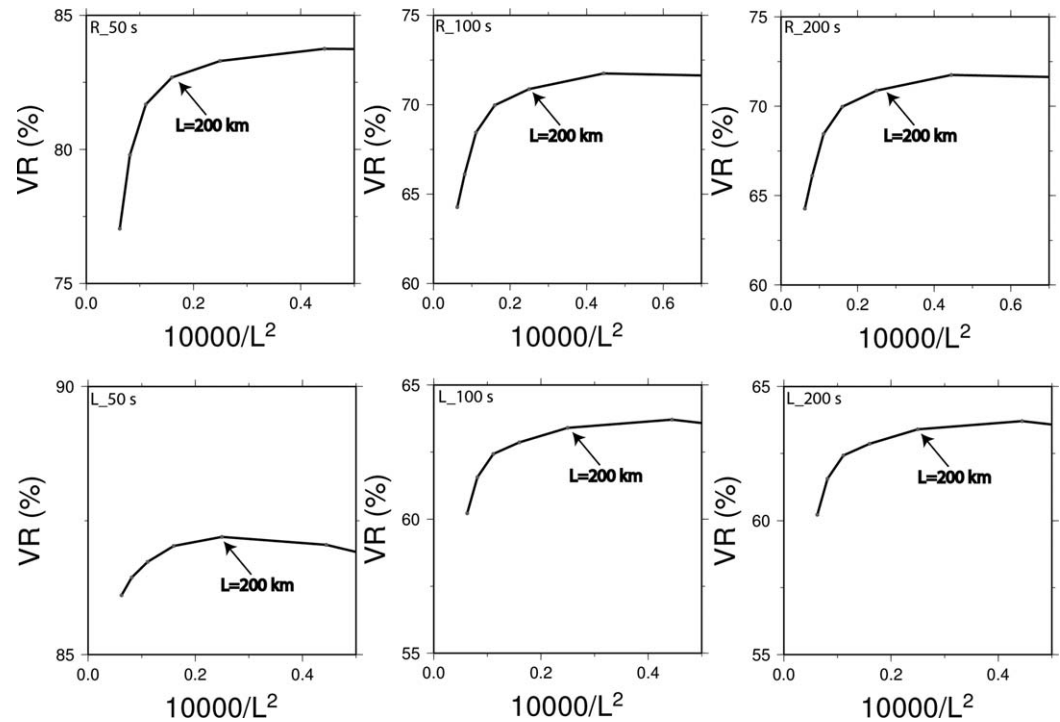 R_50 s
85
80
75
VR (%)
L=200 km
0.0 0.2 0.4
10000/L²
R_100 s
75
70
65
60
VR (%)
L=200 km
0.0 0.2 0.4 0.6
10000/L²
R_200 s
75
70
65
60
VR (%)
L=200 km
0.0 0.2 0.4 0.6
10000/L²
L_50 s
90
85
VR (%)
L=200 km
0.0 0.2 0.4
10000/L²
L_100 s
65
60
55
VR (%)
L=200 km
0.0 0.2 0.4
10000/L²
L_200 s
65
60
55
VR (%)
L=200 km
0.0 0.2 0.4
10000/L²